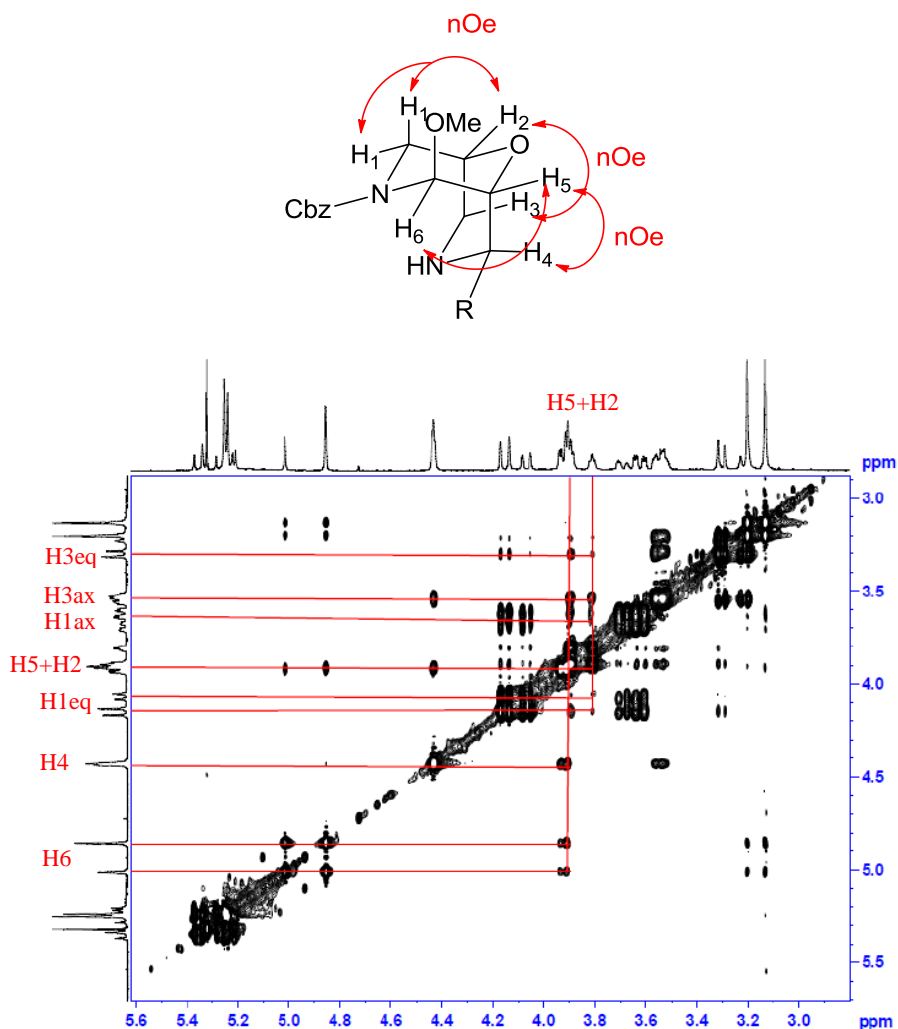 nOe
H1
OMe
H2
H1
O
nOe
N
H5
H3
Cbz
H6
nOe
HN
H4
R
H5+H2
ppm
3.0
H3eq
H3ax
3.5
H1ax
H5+H2
4.0
H1eq
H4
4.5
H6
5.0
5.5
5.6 5.4 5.2 5.0 4.8 4.6 4.4 4.2 4.0 3.8 3.6 3.4 3.2 3.0 ppm